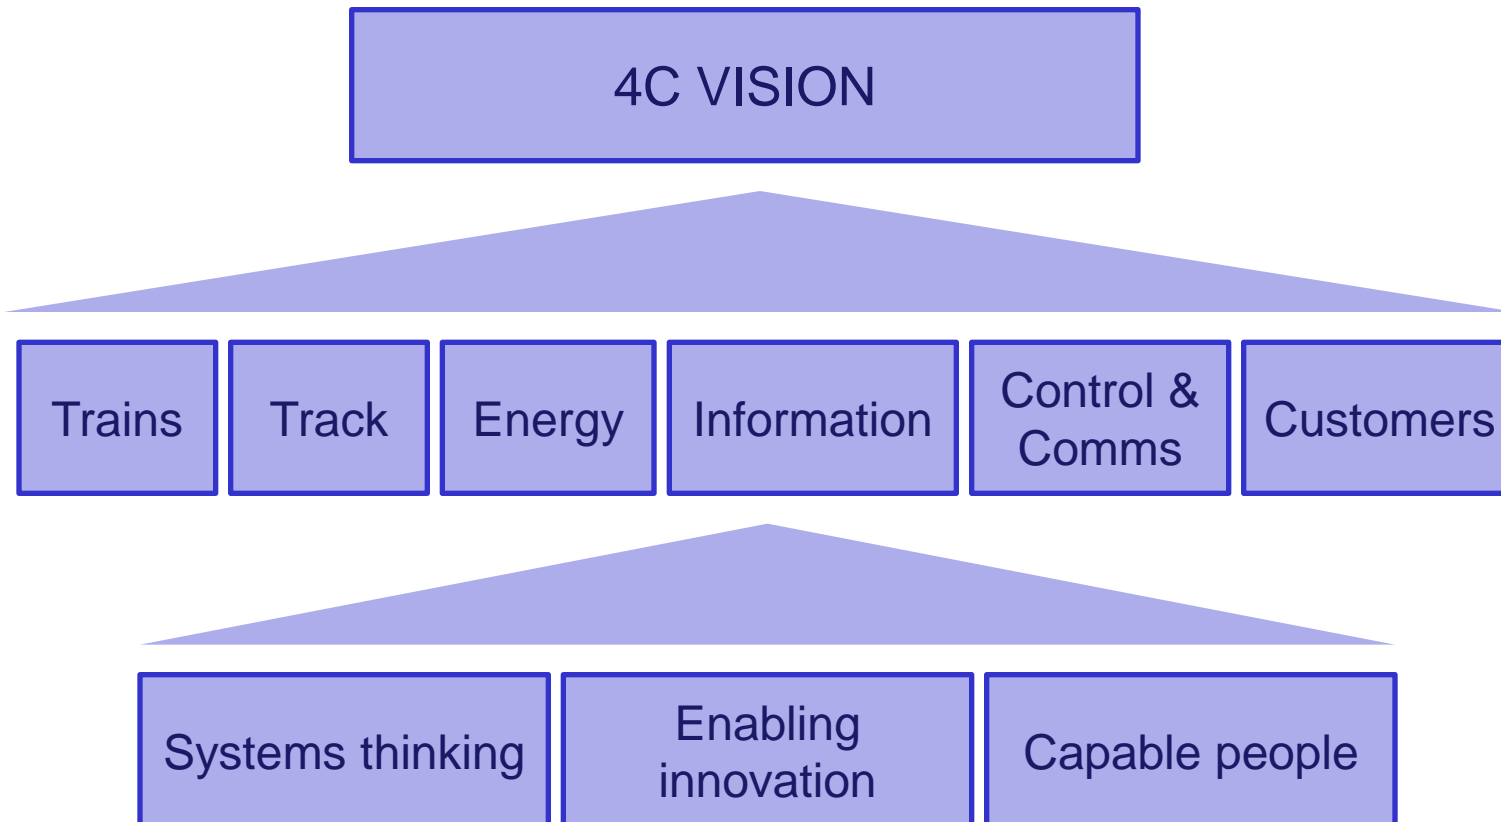 4C VISION
Trains
Track
Energy
Information
Control &
Comms
Customers
Systems thinking
Enabling
innovation
Capable people